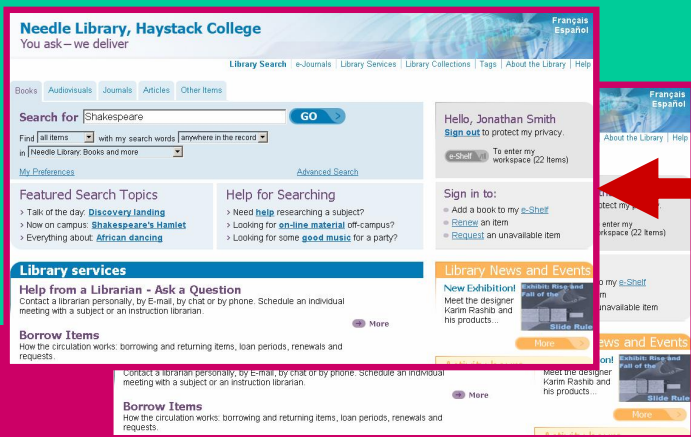 Needle Library, Haystack College
You ask – we deliver
Français
Español
Library Search | e-Journals | Library Services | Library Collections | Tags | About the Library | Help
Books Audiovisuals Journals Articles Other Items
Search for Shakespeare GO
Find all items with my search words anywhere in the record
in Needle Library: Books and more
My Preferences Advanced Search
Hello, Jonathan Smith
Sign out to protect my privacy.
e-Shelf To enter my
workspace (22 Items)
Featured Search Topics
> Talk of the day: Discovery landing
> Now on campus: Shakespeare's Hamlet
> Everything about: African dancing
Help for Searching
> Need help researching a subject?
> Looking for on-line material off-campus?
> Looking for some good music for a party?
Sign in to:
Add a book to my e-Shelf
Renew an item
Request an unavailable item
Library services
Help from a Librarian - Ask a Question
Contact a librarian personally, by E-mail, by chat or by phone. Schedule an individual
meeting with a subject or an instruction librarian.
More
Borrow Items
How the circulation works: borrowing and returning items, loan periods, renewals and
requests.
Library News and Events
New Exhibition!
Meet the designer
Karim Rashib and
his products...
Exhibit: Rise and
Fall of the
Slide Rule
More
Français
Español
About the Library | Help
enter my
workspace (22 Items)
o my e-Shelf
m
unavailable item
ews and Events
on!
Exhibit: Rise and
Fall of the
Slide Rule
Meet the designer
Karim Rashib and
his products...
More
Contact a librarian personally, by E-mail, by chat or by phone. Schedule an individual
meeting with a subject or an instruction librarian.
More
Borrow Items
How the circulation works: borrowing and returning items, loan periods, renewals and
requests.